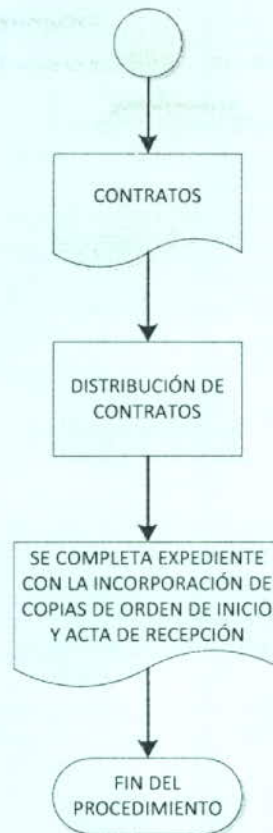 CONTRATOS
DISTRIBUCIÓN DE
CONTRATOS
SE COMPLETA EXPEDIENTE
CON LA INCORPORACIÓN DE
COPIAS DE ORDEN DE INICIO
Y ACTA DE RECEPCIÓN
FIN DEL
PROCEDIMIENTO